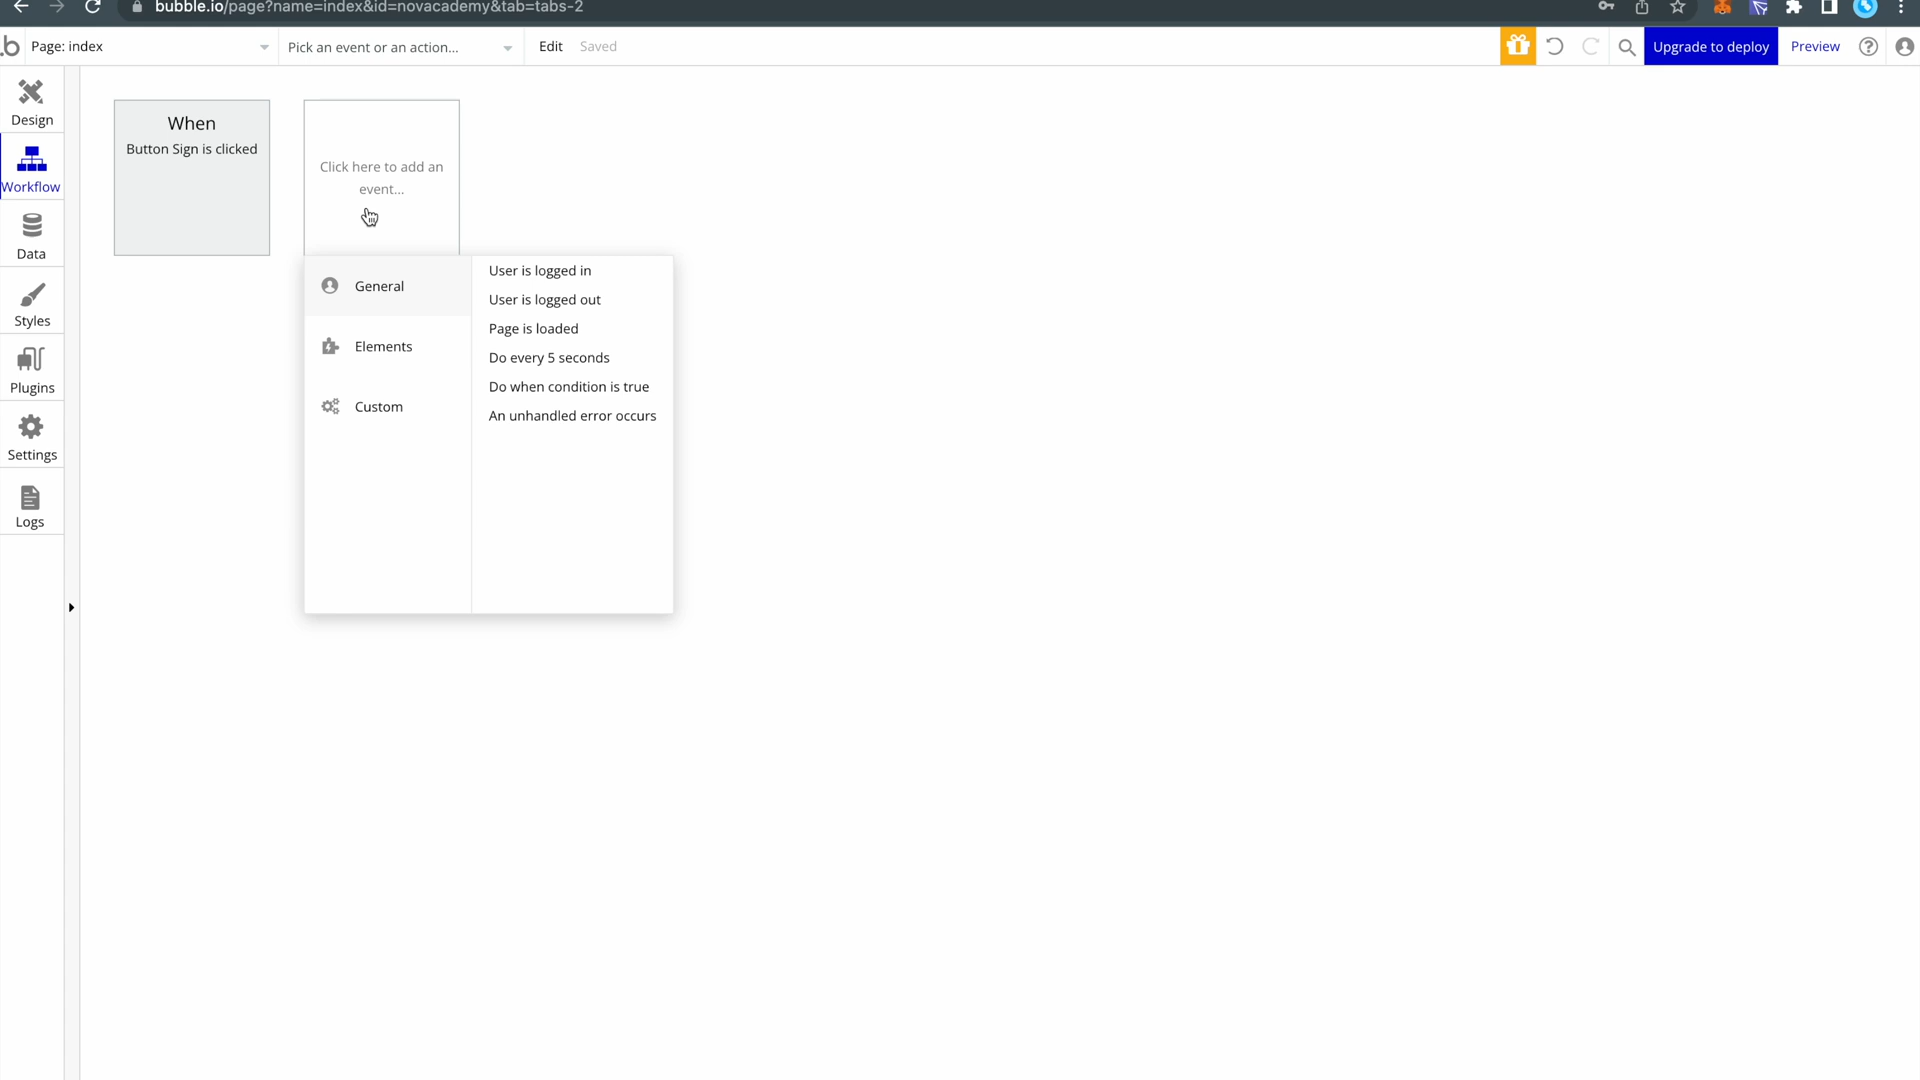 bubble.io/page?name=index&id=novacademy&tab=tabs-2
.b Page: index
Pick an event or an action...
Edit
Saved
Upgrade to deploy
Preview
Design
Workflow
Data
Styles
Plugins
Settings
Logs
When
Button Sign is clicked
Click here to add an
event...
General
Elements
Custom
User is logged in
User is logged out
Page is loaded
Do every 5 seconds
Do when condition is true
An unhandled error occurs